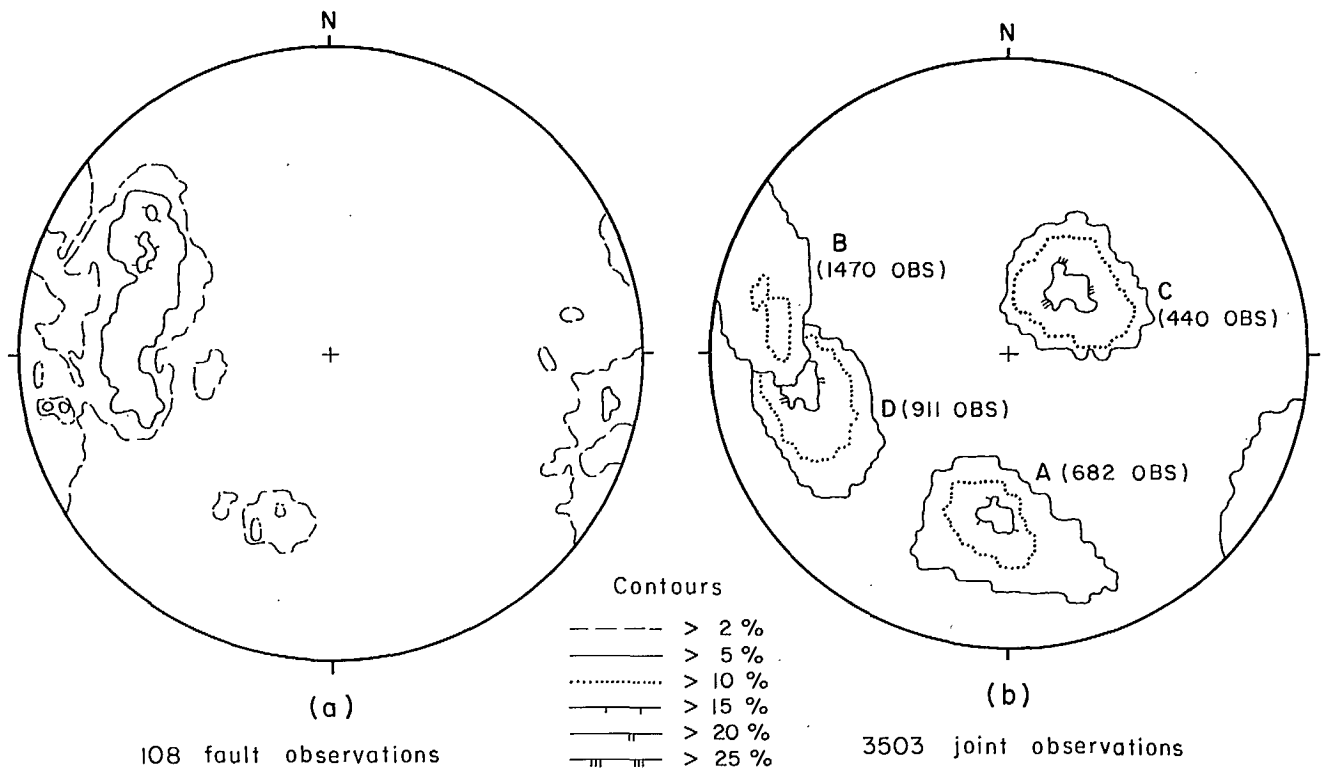 N
(a)
108 fault observations
N
B
(1470 OBS)
C
(440 OBS)
D (911 OBS)
A (682 OBS)
(b)
3503 joint observations
Contours
> 2 %
> 5 %
> 10 %
> 15 %
> 20 %
> 25 %